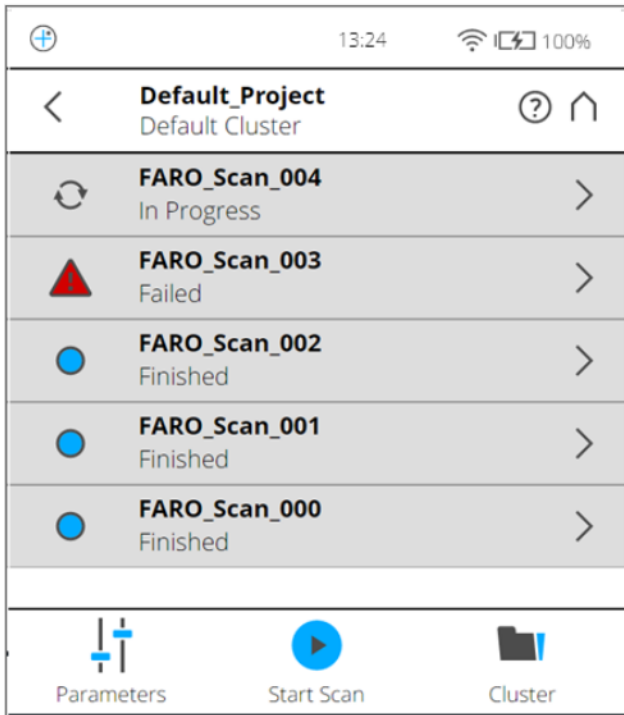 13:24 100%
Default_Project
Default Cluster
FARO_Scan_004
In Progress
FARO_Scan_003
Failed
FARO_Scan_002
Finished
FARO_Scan_001
Finished
FARO_Scan_000
Finished
Parameters Start Scan Cluster